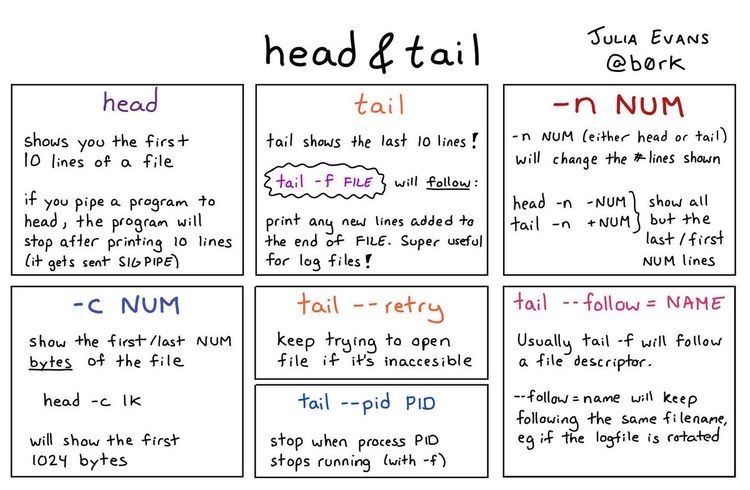 head & tail
JULIA EVANS
@b0rk
head
shows you the first
10 lines of a file
if you pipe a program to
head, the program will
stop after printing 10 lines
(it gets sent SIGPIPE)
tail
tail shows the last 10 lines!
tail -f FILE will follow:
print any new lines added to
the end of FILE. Super useful
for log files!
-n NUM
-n NUM (either head or tail)
will change the # lines shown
head -n -NUM } show all
tail -n +NUM } but the
last/first
NUM lines
-c NUM
show the first/last NUM
bytes of the file
head -c 1k
will show the first
1024 bytes
tail --retry
keep trying to open
file if it's inaccesible
tail --pid PID
stop when process PID
stops running (with -f)
tail --follow=NAME
Usually tail -f will follow
a file descriptor.
--follow=name will keep
following the same filename,
eg if the logfile is rotated